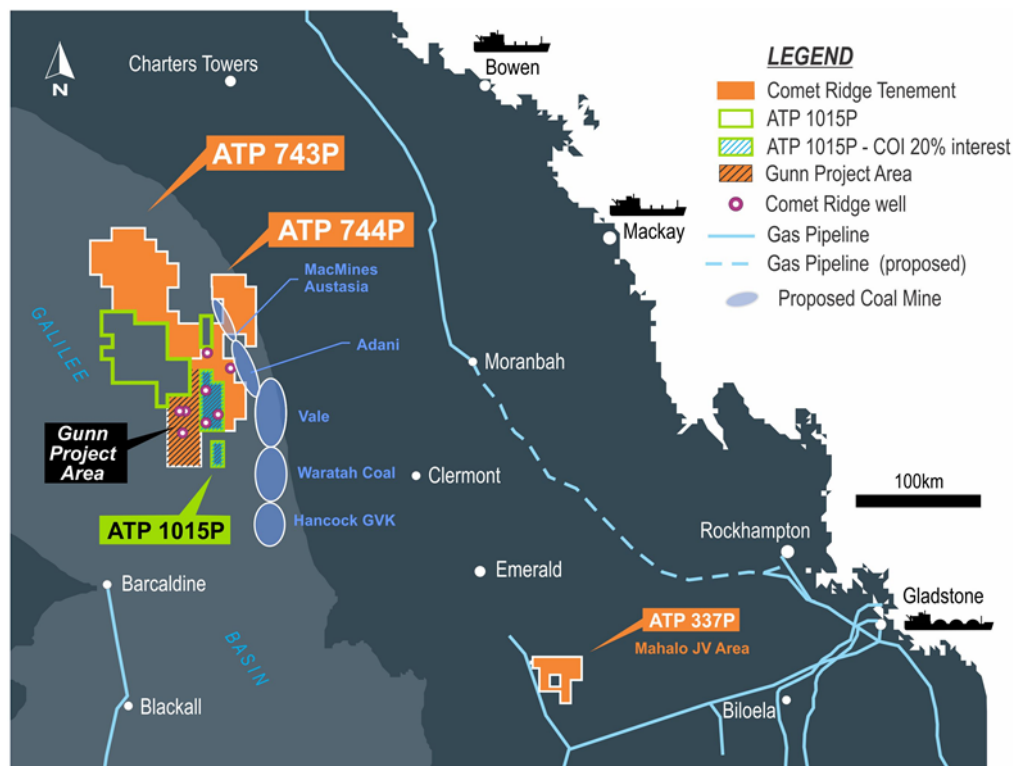 N
Charters Towers
Bowen
Mackay
LEGEND
Comet Ridge Tenement
ATP 1015P
ATP 1015P - COI 20% interest
Gunn Project Area
Comet Ridge well
Gas Pipeline
Gas Pipeline (proposed)
Proposed Coal Mine
ATP 743P
ATP 744P
MacMines
Austasia
Adani
Vale
Waratah Coal
Hancock GVK
GALILEE
BASIN
Gunn
Project
Area
ATP 1015P
Moranbah
Clermont
100km
Rockhampton
Emerald
Gladstone
Barcaldine
ATP 337P
Mahalo JV Area
Blackall
Biloela